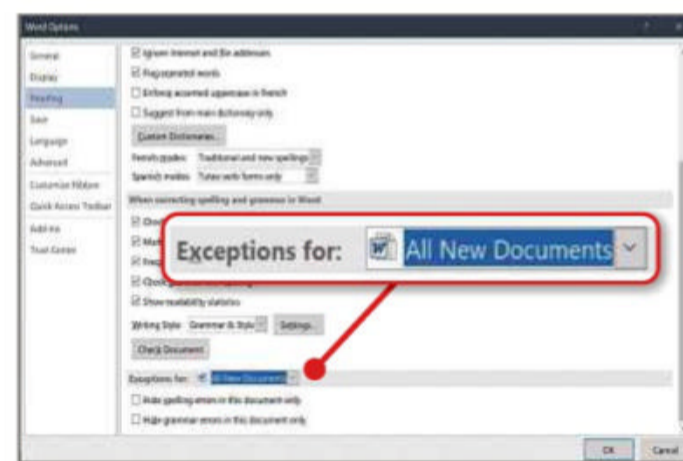 Word Options
General
Display
Proofing
Save
Language
Advanced
Customize Ribbon
Quick Access Toolbar
Add-ins
Trust Center
Ignore Internet and file addresses
Flag repeated words
Enforce accented uppercase in French
Suggest from main dictionary only
Custom Dictionaries...
French modes: Traditional and new spellings
Spanish modes: Tuteo verb forms only
When correcting spelling and grammar in Word
Exceptions for: All New Documents
Show readability statistics
Writing Style: Grammar & Style Settings...
Check Document
Exceptions for: All New Documents
Hide spelling errors in this document only
Hide grammar errors in this document only
OK Cancel